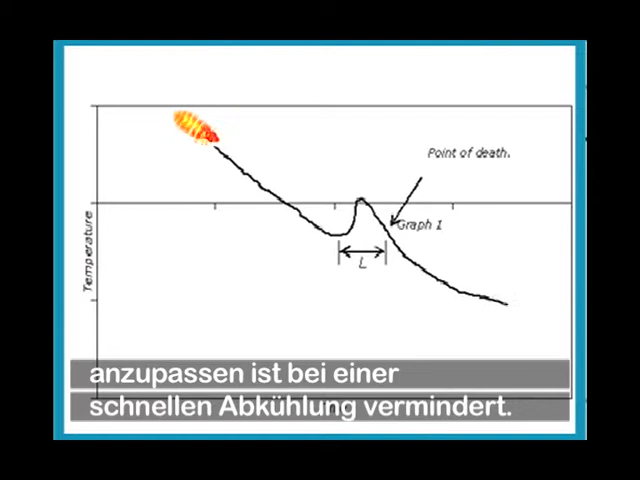 Point of death.
Graph 1
Temperature
L
anzupassen ist bei einer
schnellen Abkühlung vermindert.